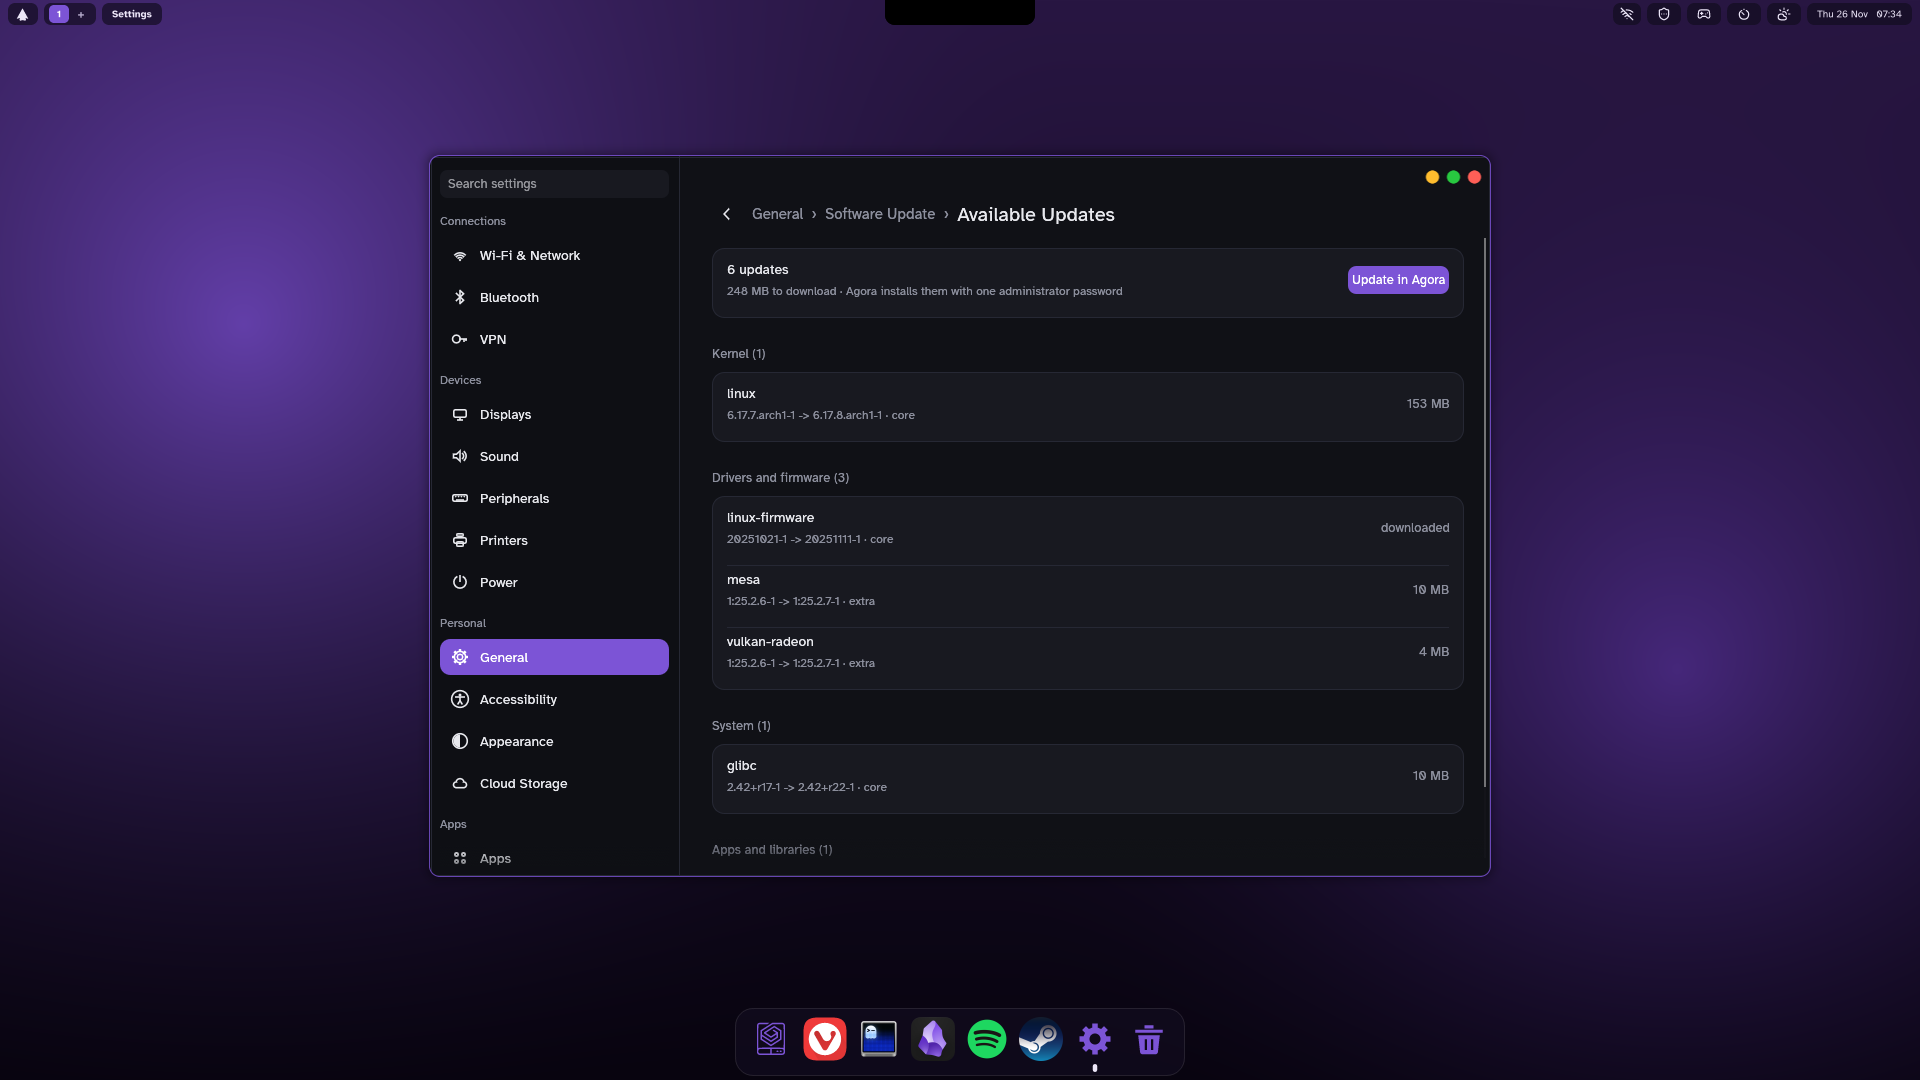 1 + Settings
Thu 26 Nov 07:34
Search settings
Connections
Wi-Fi & Network
Bluetooth
VPN
Devices
Displays
Sound
Peripherals
Printers
Power
Personal
General
Accessibility
Appearance
Cloud Storage
Apps
Apps
General › Software Update › Available Updates
6 updates
248 MB to download · Agora installs them with one administrator password
Update in Agora
Kernel (1)
linux
6.17.7.arch1-1 -> 6.17.8.arch1-1 · core
153 MB
Drivers and firmware (3)
linux-firmware
20251021-1 -> 20251111-1 · core
downloaded
mesa
1:25.2.6-1 -> 1:25.2.7-1 · extra
10 MB
vulkan-radeon
1:25.2.6-1 -> 1:25.2.7-1 · extra
4 MB
System (1)
glibc
2.42+r17-1 -> 2.42+r22-1 · core
10 MB
Apps and libraries (1)